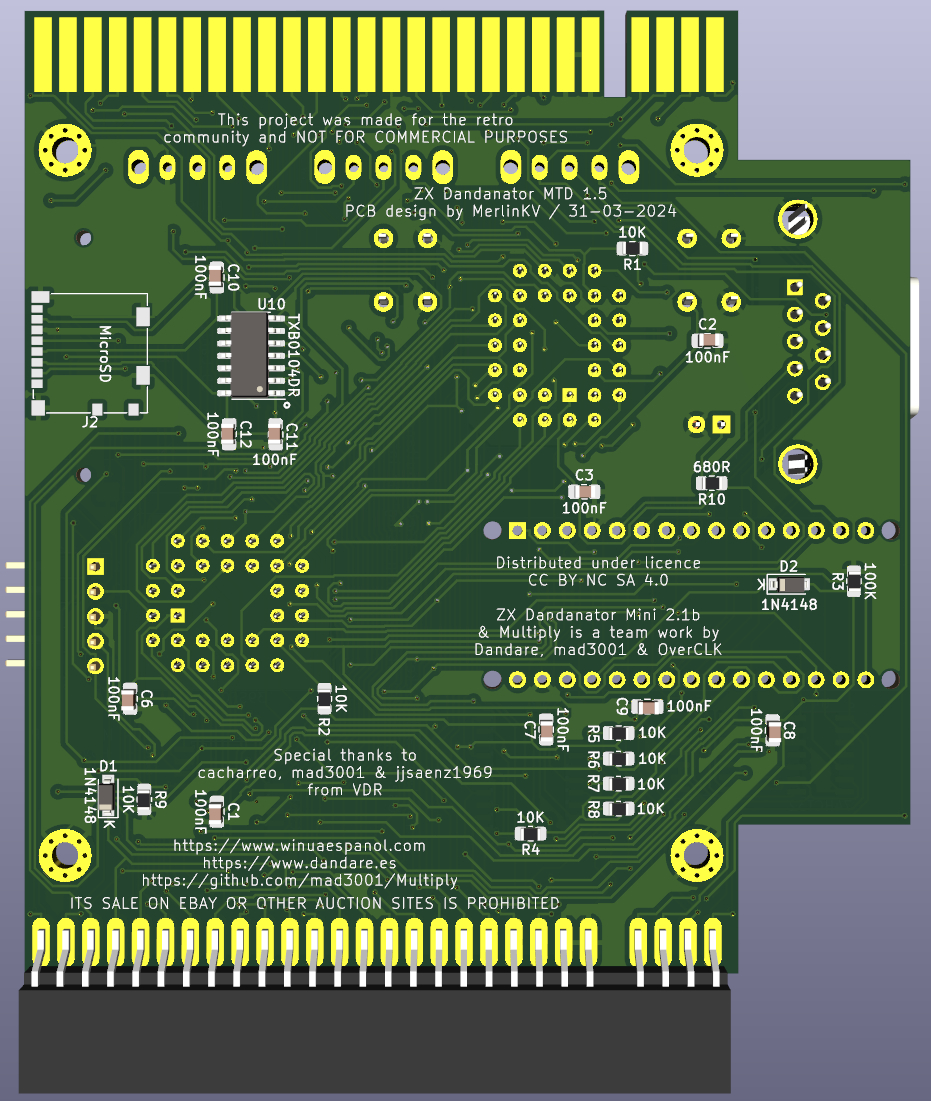 This project was made for the retro
community and NOT FOR COMMERCIAL PURPOSES
ZX Dandanator MTD 1.5
PCB design by MerlinKV / 31-03-2024
10K
R1
C10
100nF
U10
TXB0104DR
MicroSD
J2
C2
100nF
C12
100nF
C11
100nF
C3
100nF
680R
R10
Distributed under licence
CC BY NC SA 4.0
D2
K
1N4148
R3
100K
ZX Dandanator Mini 2.1b
& Multiply is a team work by
Dandare, mad3001 & OverCLK
C6
100nF
10K
R2
C9 100nF
C7
100nF
R5 10K
R6 10K
R7 10K
R8 10K
C8
100nF
Special thanks to
cacharreo, mad3001 & jjsaenz1969
from VDR
D1
1N4148
K
10K
R9
C1
100nF
10K
R4
https://www.winuaespanol.com
https://www.dandare.es
https://github.com/mad3001/Multiply
ITS SALE ON EBAY OR OTHER AUCTION SITES IS PROHIBITED